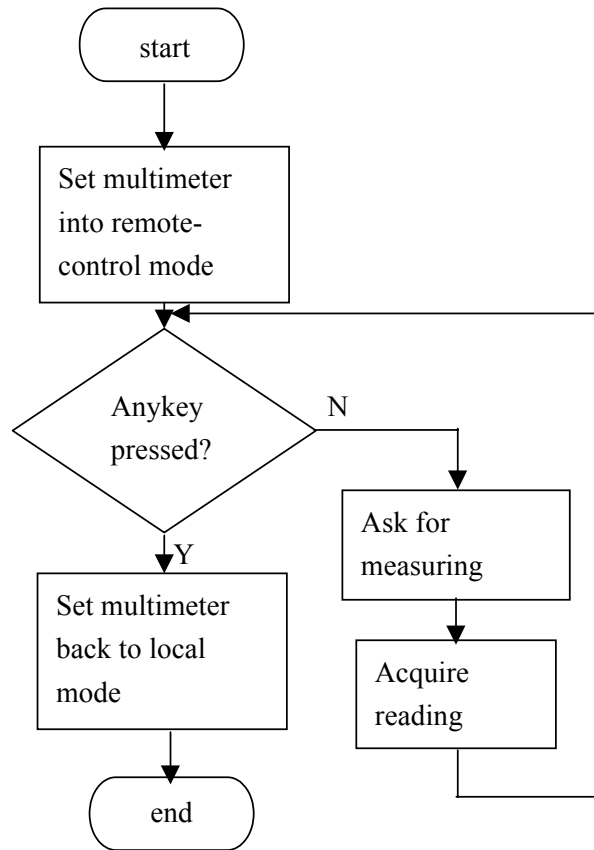 start
Set multimeter
into remote-
control mode
Anykey
pressed?
N
Ask for
measuring
Y
Set multimeter
back to local
mode
Acquire
reading
end